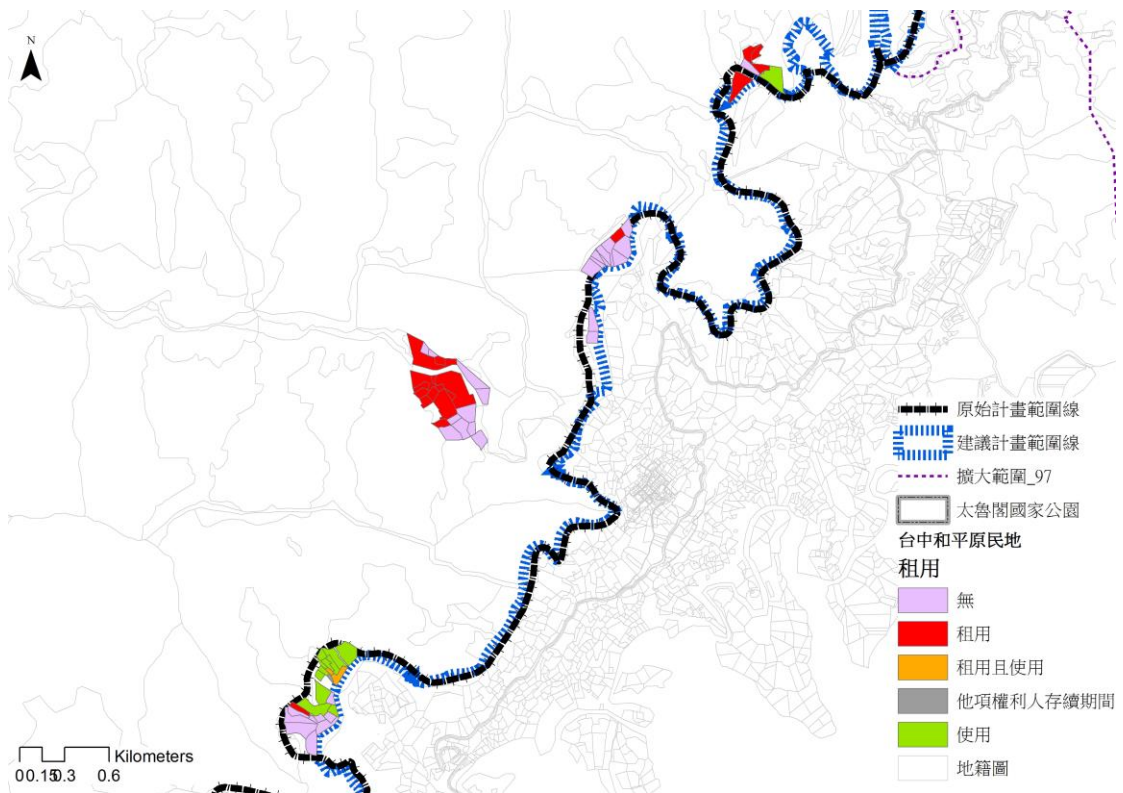 N
原始計畫範圍線
建議計畫範圍線
擴大範圍_97
太魯閣國家公園
台中和平原民地
租用
無
租用
租用且使用
他項權利人存續期間
使用
地籍圖
Kilometers
0 0.15 0.3 0.6